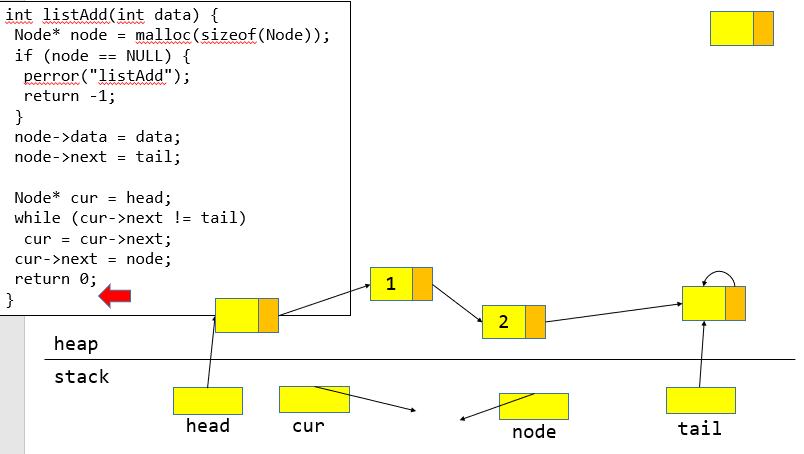 int listAdd(int data) {
Node* node = malloc(sizeof(Node));
if (node == NULL) {
perror("listAdd");
return -1;
}
node->data = data;
node->next = tail;
Node* cur = head;
while (cur->next != tail)
cur = cur->next;
cur->next = node;
return 0;
}
1
2
heap
stack
head
cur
node
tail